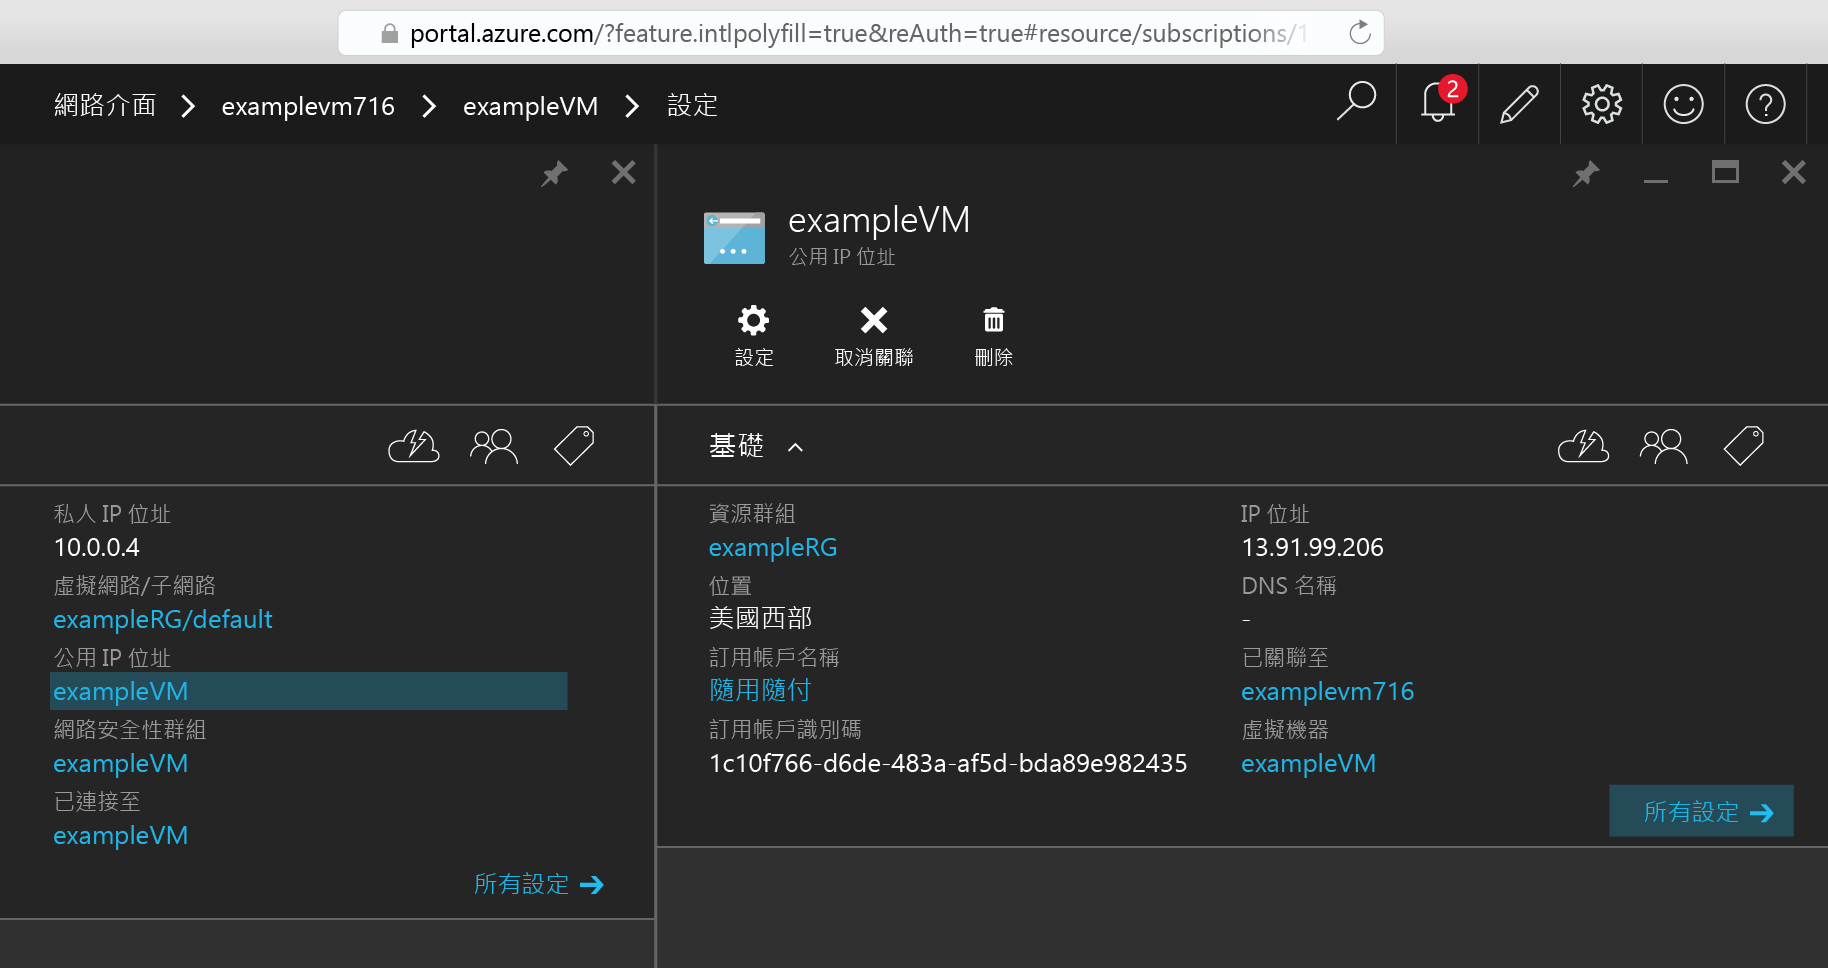 portal.azure.com/?feature.intlpolyfill=true&reAuth=true#resource/subscriptions/1
網路介面 > examplevm716 > exampleVM > 設定
2
exampleVM
公用 IP 位址
設定 取消關聯 刪除
私人 IP 位址
10.0.0.4
虛擬網路/子網路
exampleRG/default
公用 IP 位址
exampleVM
網路安全性群組
exampleVM
已連接至
exampleVM
所有設定
基礎
資源群組
exampleRG
位置
美國西部
訂用帳戶名稱
隨用隨付
訂用帳戶識別碼
1c10f766-d6de-483a-af5d-bda89e982435
IP 位址
13.91.99.206
DNS 名稱
-
已關聯至
examplevm716
虛擬機器
exampleVM
所有設定